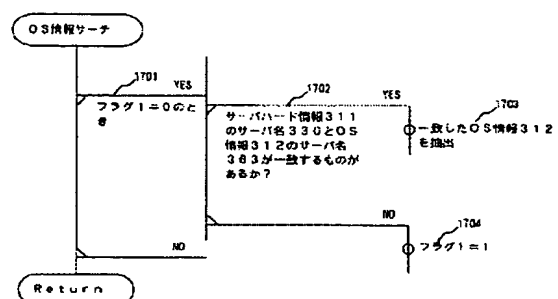 OS情報サーチ
1701
YES
フラグ1=0のと
き
1702
YES
サーバハード情報311
のサーバ名330とOS
情報312のサーバ名
363が一致するものが
あるか?
1703
一致したOS情報312
を抽出
NO
1704
フラグ1=1
NO
Return